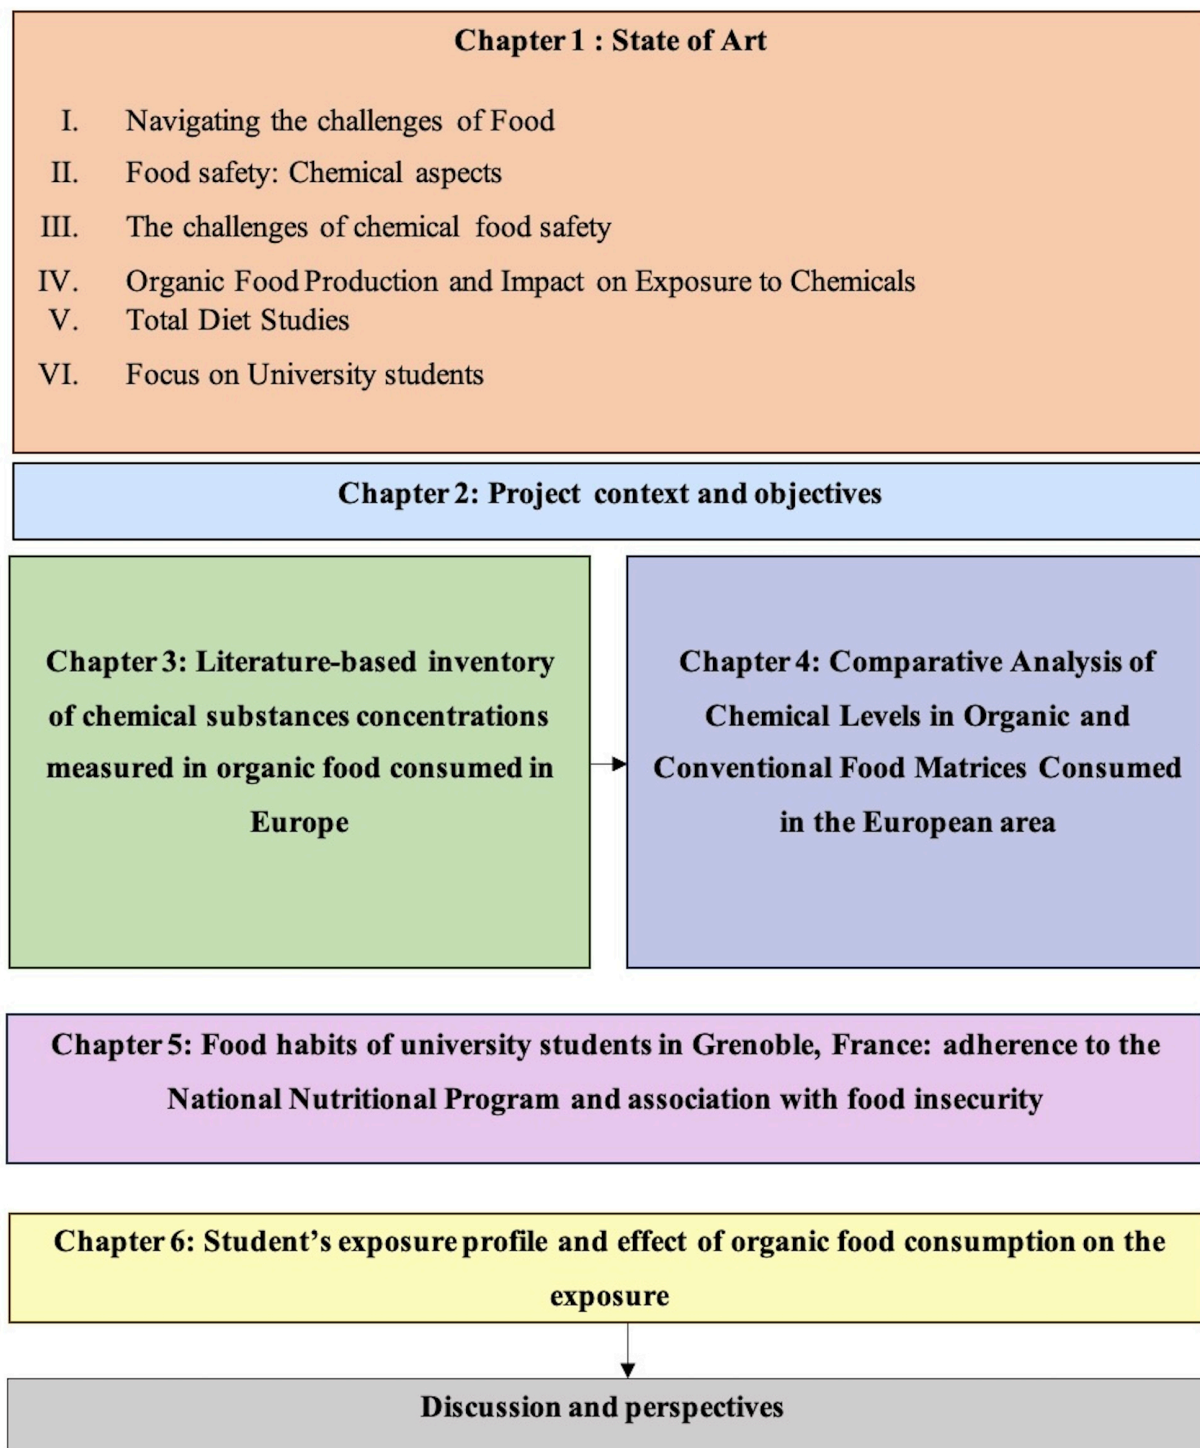 Chapter 1 : State of Art
I. Navigating the challenges of Food
II. Food safety: Chemical aspects
III. The challenges of chemical food safety
IV. Organic Food Production and Impact on Exposure to Chemicals
V. Total Diet Studies
VI. Focus on University students
Chapter 2: Project context and objectives
Chapter 3: Literature-based inventory
of chemical substances concentrations
measured in organic food consumed in
Europe
Chapter 4: Comparative Analysis of
Chemical Levels in Organic and
Conventional Food Matrices Consumed
in the European area
Chapter 5: Food habits of university students in Grenoble, France: adherence to the
National Nutritional Program and association with food insecurity
Chapter 6: Student’s exposure profile and effect of organic food consumption on the
exposure
Discussion and perspectives